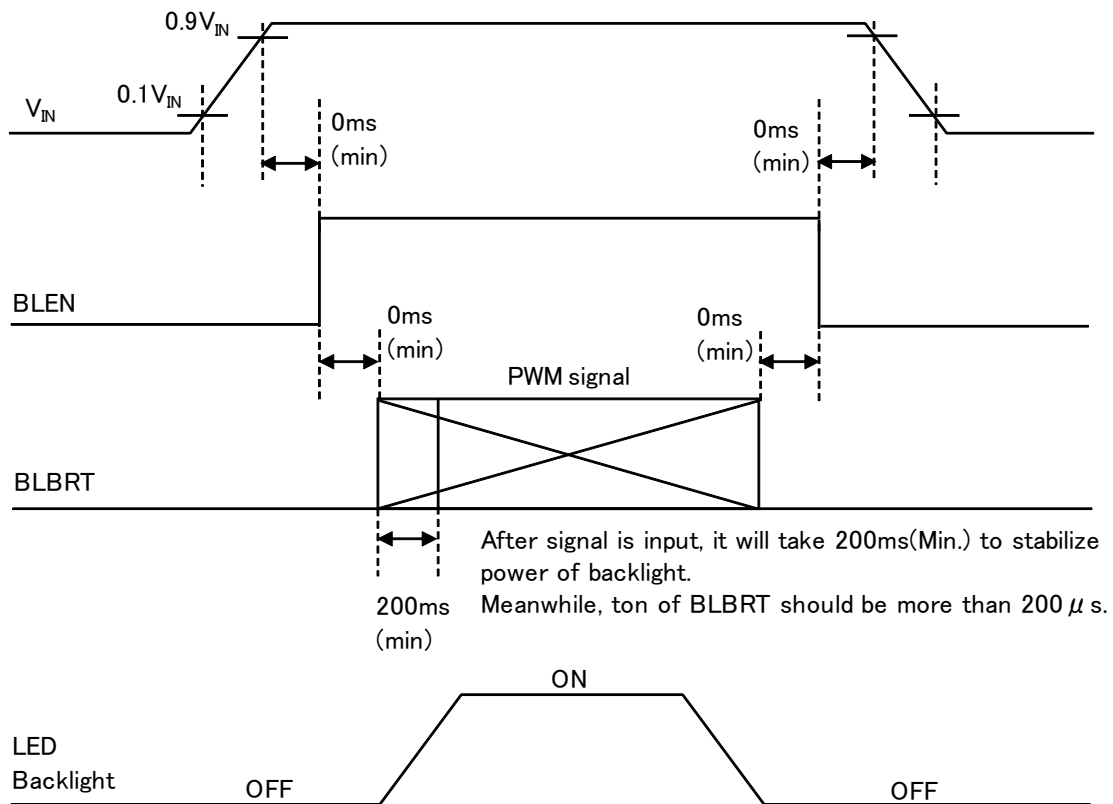 0.9VIN
0.1VIN
VIN
0ms
(min)
0ms
(min)
BLEN
0ms
(min)
0ms
(min)
PWM signal
BLBRT
After signal is input, it will take 200ms(Min.) to stabilize
power of backlight.
Meanwhile, ton of BLBRT should be more than 200μs.
200ms
(min)
ON
LED
Backlight
OFF
OFF